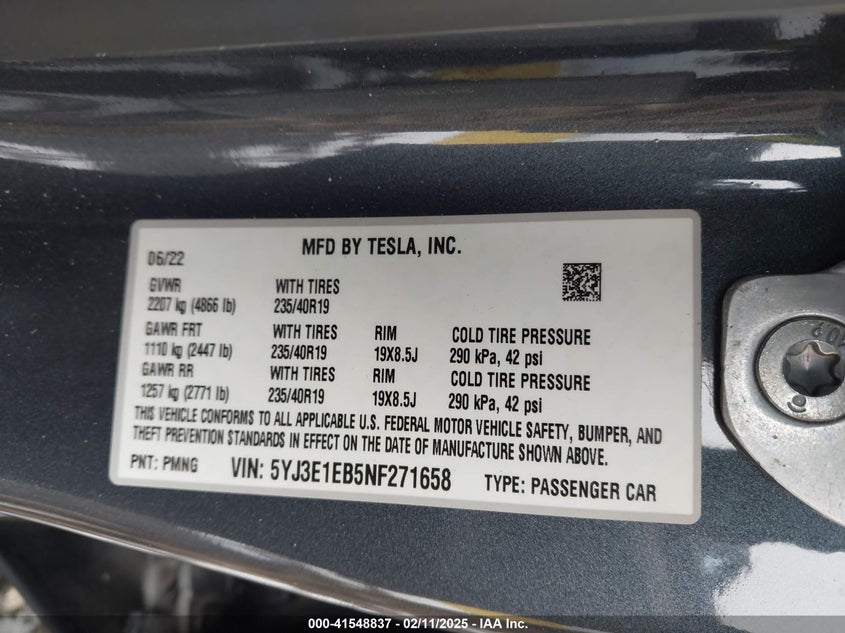 06/22 MFD BY TESLA, INC.
GVWR WITH TIRES
2207 kg (4866 lb) 235/40R19
GAWR FRT WITH TIRES RIM COLD TIRE PRESSURE
1110 kg (2447 lb) 235/40R19 19X8.5J 290 kPa, 42 psi
GAWR RR WITH TIRES RIM COLD TIRE PRESSURE
1257 kg (2771 lb) 235/40R19 19X8.5J 290 kPa, 42 psi
THIS VEHICLE CONFORMS TO ALL APPLICABLE U.S. FEDERAL MOTOR VEHICLE SAFETY, BUMPER, AND
THEFT PREVENTION STANDARDS IN EFFECT ON THE DATE OF MANUFACTURE SHOWN ABOVE.
PNT: PMNG VIN: 5YJ3E1EB5NF271658 TYPE: PASSENGER CAR
000-41548837 - 02/11/2025 - IAA Inc.